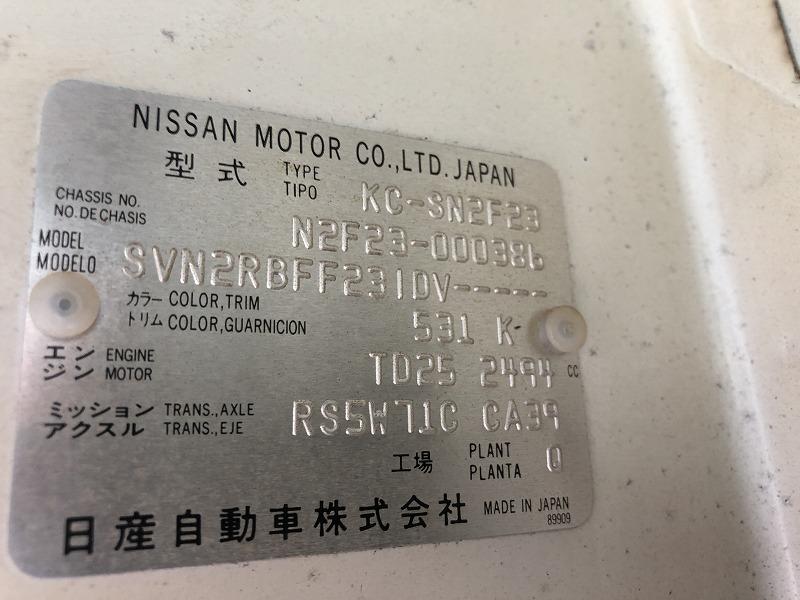 NISSAN MOTOR CO.,LTD. JAPAN
型式 TYPE TIPO KC-SN2F23
CHASSIS NO. NO. DE CHASIS N2F23-000386
MODEL MODELO SVN2RBFF23IDV-----
カラー COLOR,TRIM
トリム COLOR,GUARNICION 531 K-
エンジン ENGINE MOTOR TD25 2494 CC
ミッション TRANS.,AXLE
アクスル TRANS.,EJE RS5W71C CA39
工場 PLANT PLANTA Q
日産自動車株式会社 MADE IN JAPAN
89909